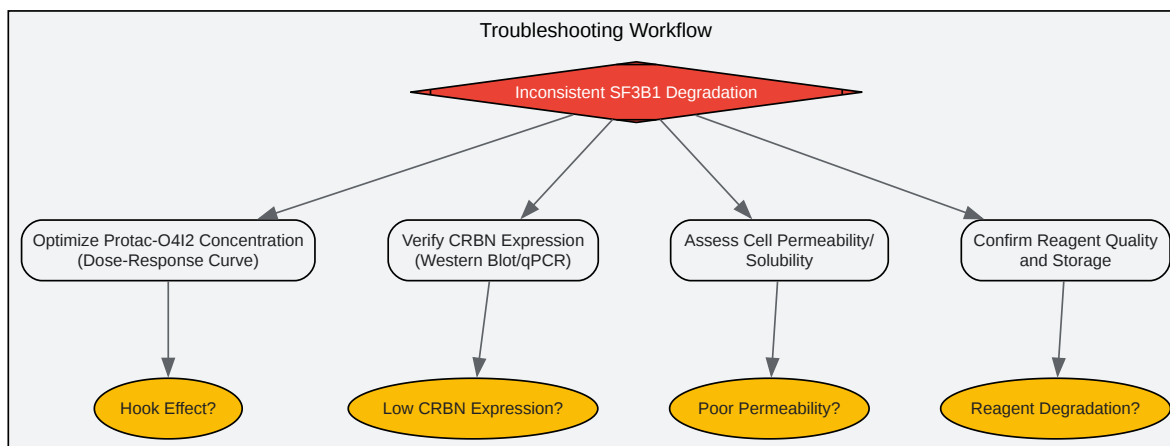 Troubleshooting Workflow
Inconsistent SF3B1 Degradation
Optimize Protac-O4I2 Concentration
(Dose-Response Curve)
Verify CRBN Expression
(Western Blot/qPCR)
Assess Cell Permeability/
Solubility
Confirm Reagent Quality
and Storage
Hook Effect?
Low CRBN Expression?
Poor Permeability?
Reagent Degradation?